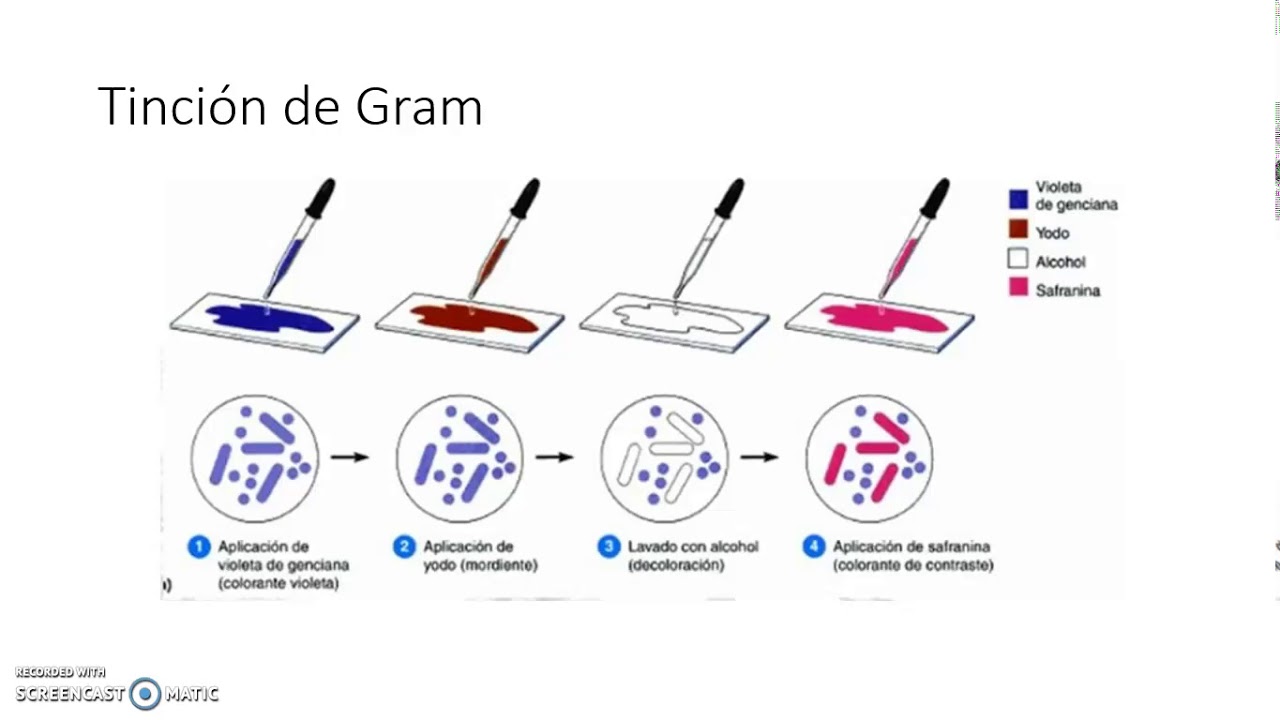 Tinción de Gram
Violeta
de genciana
Yodo
Alcohol
Safranina
1 Aplicación de
violeta de genciana
(colorante violeta)
2 Aplicación de
yodo (mordiente)
3 Lavado con alcohol
(decoloración)
4 Aplicación de safranina
(colorante de contraste)
RECORDED WITH
SCREENCAST MATIC